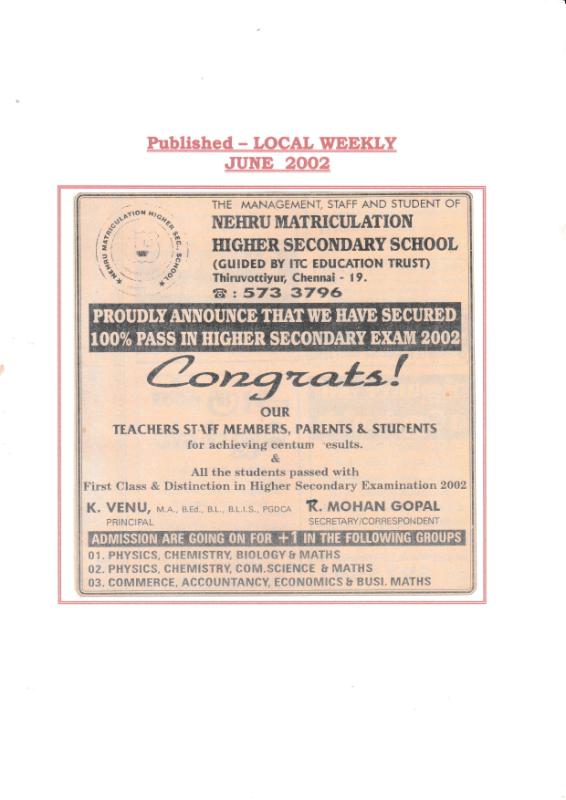 Published – LOCAL WEEKLY
JUNE 2002
NEHRU MATRICULATION HIGHER SEC., SCHOOL
THE MANAGEMENT, STAFF AND STUDENT OF
NEHRU MATRICULATION
HIGHER SECONDARY SCHOOL
(GUIDED BY ITC EDUCATION TRUST)
Thiruvottiyur, Chennai - 19.
☎ : 573 3796
PROUDLY ANNOUNCE THAT WE HAVE SECURED
100% PASS IN HIGHER SECONDARY EXAM 2002
Congrats!
OUR
TEACHERS STAFF MEMBERS, PARENTS & STUDENTS
for achieving centum results.
&
All the students passed with
First Class & Distinction in Higher Secondary Examination 2002
K. VENU, M.A., B.Ed., B.L., B.L.I.S., PGDCA
PRINCIPAL
R. MOHAN GOPAL
SECRETARY/CORRESPONDENT
ADMISSION ARE GOING ON FOR +1 IN THE FOLLOWING GROUPS
01. PHYSICS, CHEMISTRY, BIOLOGY & MATHS
02. PHYSICS, CHEMISTRY, COM.SCIENCE & MATHS
03. COMMERCE, ACCOUNTANCY, ECONOMICS & BUSI. MATHS